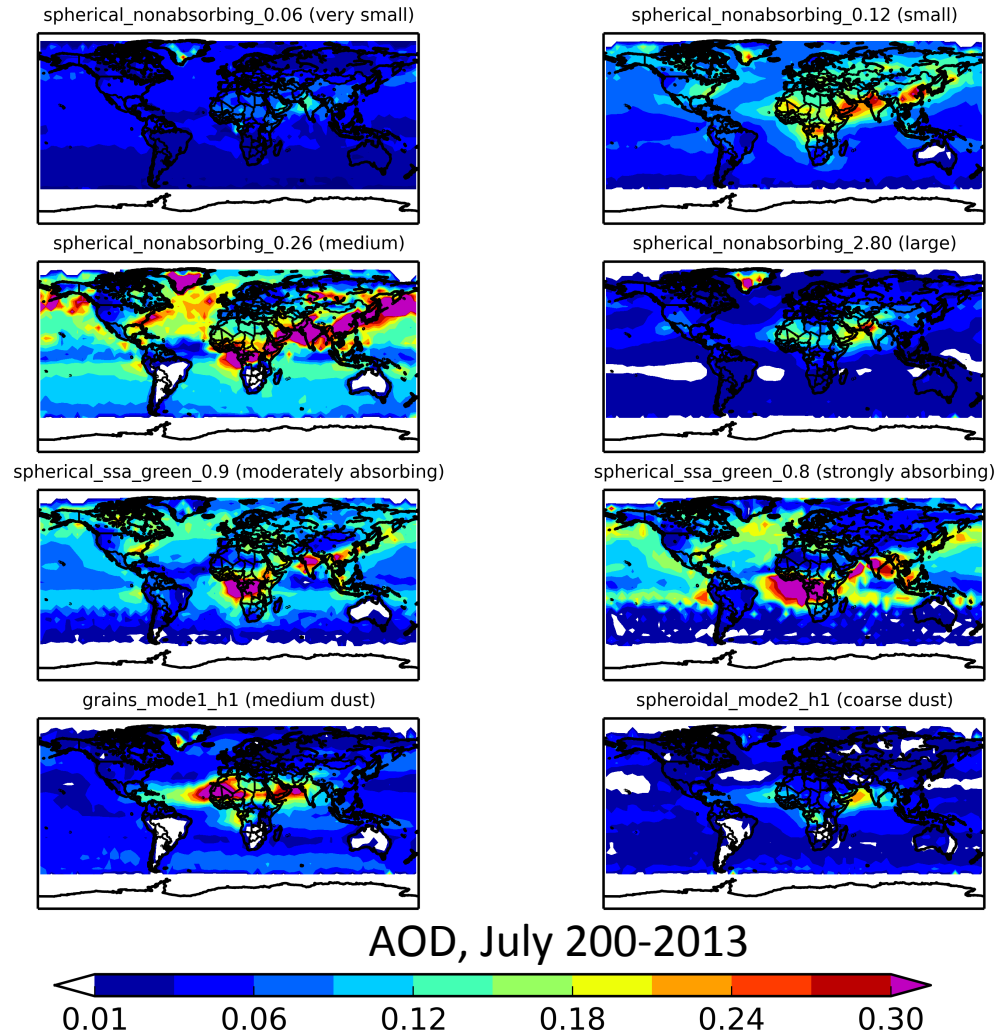 spherical_nonabsorbing_0.06 (very small)
spherical_nonabsorbing_0.12 (small)
spherical_nonabsorbing_0.26 (medium)
spherical_nonabsorbing_2.80 (large)
spherical_ssa_green_0.9 (moderately absorbing)
spherical_ssa_green_0.8 (strongly absorbing)
grains_mode1_h1 (medium dust)
spheroidal_mode2_h1 (coarse dust)
AOD, July 200-2013
0.01 0.06 0.12 0.18 0.24 0.30